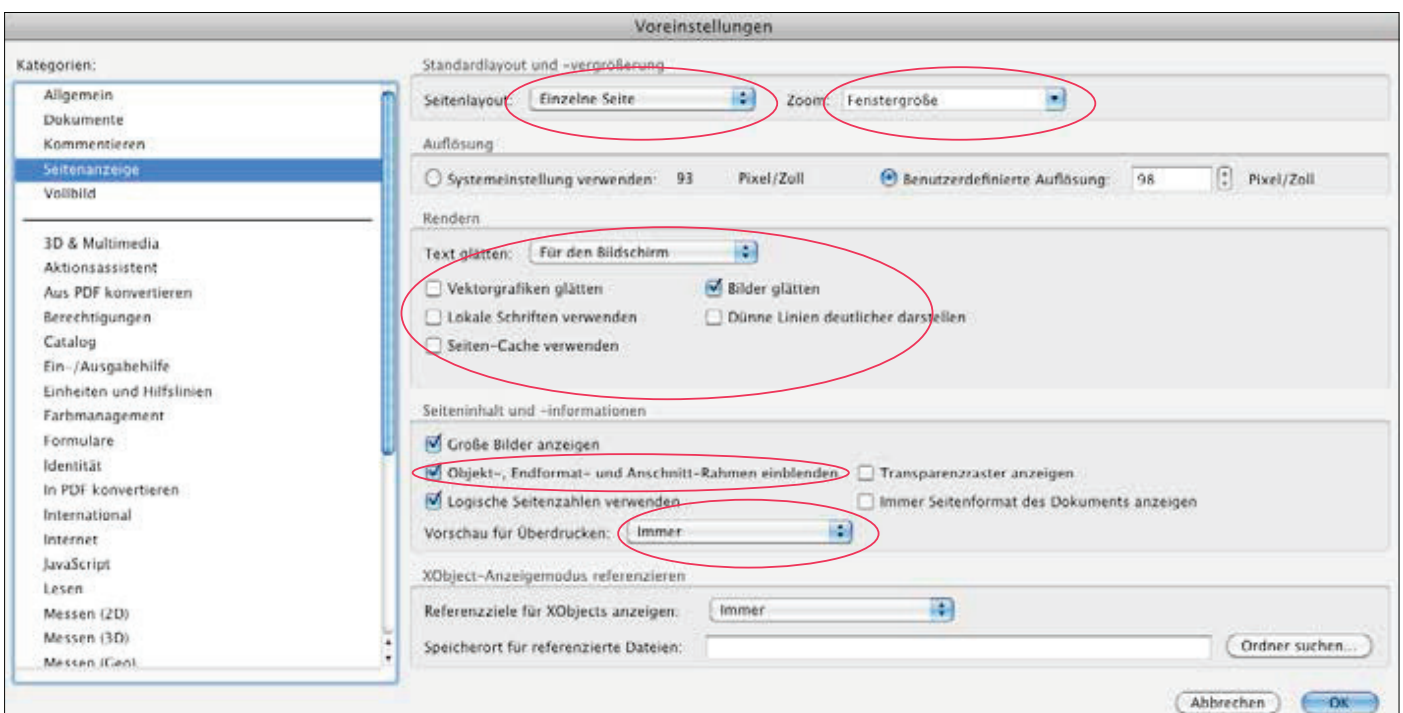 Voreinstellungen
Kategorien:
Allgemein
Dokumente
Kommentieren
Seitenanzeige
Vollbild
3D & Multimedia
Aktionsassistent
Aus PDF konvertieren
Berechtigungen
Catalog
Ein-/Ausgabehilfe
Einheiten und Hilfslinien
Farbmanagement
Formulare
Identität
In PDF konvertieren
International
Internet
JavaScript
Lesen
Messen (2D)
Messen (3D)
Messen (Geo)
Standardlayout und -vergrößerung
Seitenlayout: Einzelne Seite Zoom: Fenstergroße
Auflösung
Systemeinstellung verwenden: 93 Pixel/Zoll Benutzerdefinierte Auflösung: 98 Pixel/Zoll
Rendern
Text glätten: Für den Bildschirm
Vektorgrafiken glätten Bilder glätten
Lokale Schriften verwenden Dünne Linien deutlicher darstellen
Seiten-Cache verwenden
Seiteninhalt und -informationen
Große Bilder anzeigen
Objekt-, Endformat- und Anschnitt-Rahmen einblenden Transparenzraster anzeigen
Logische Seitenzahlen verwenden Immer Seitenformat des Dokuments anzeigen
Vorschau für Überdrucken: Immer
XObject-Anzeigemodus referenzieren
Referenzziele für XObjects anzeigen: Immer
Speicherort für referenzierte Dateien: Ordner suchen...
Abbrechen OK